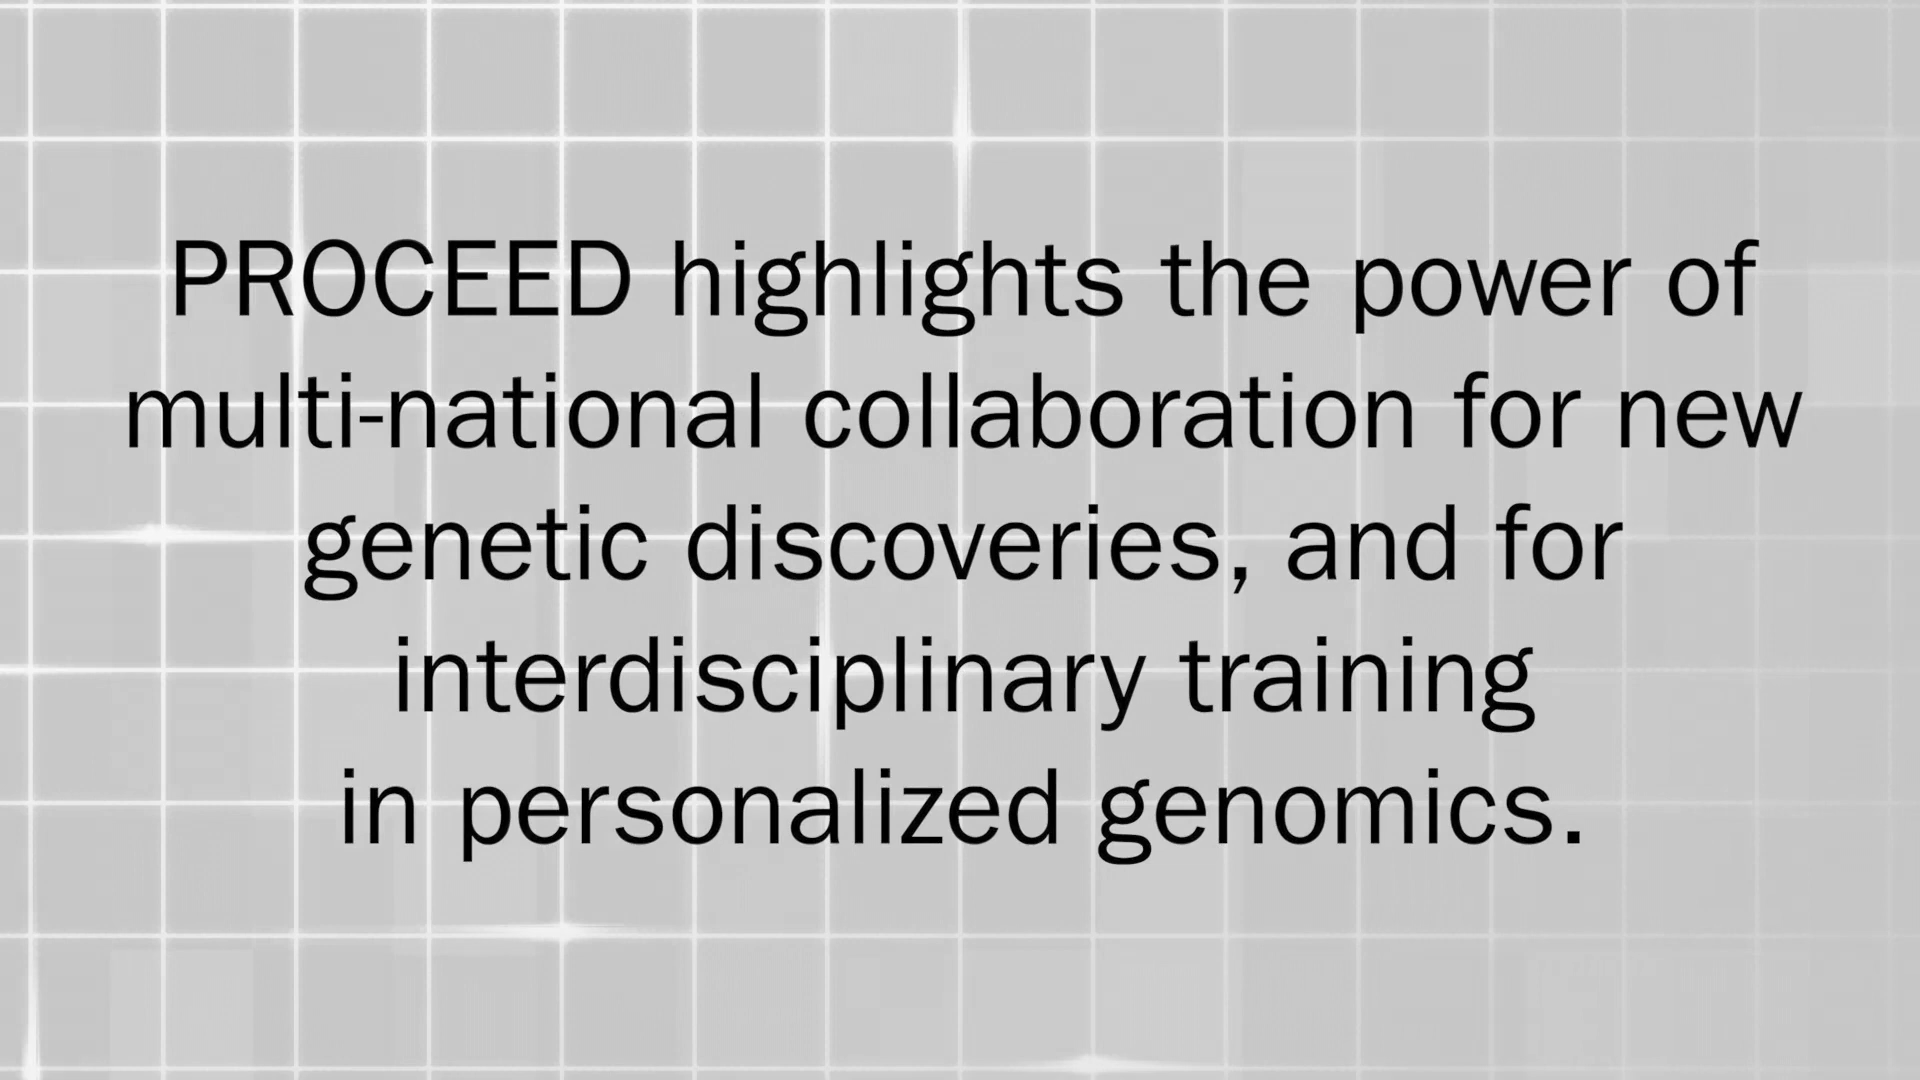 PROCEED highlights the power of
multi-national collaboration for new
genetic discoveries, and for
interdisciplinary training
in personalized genomics.